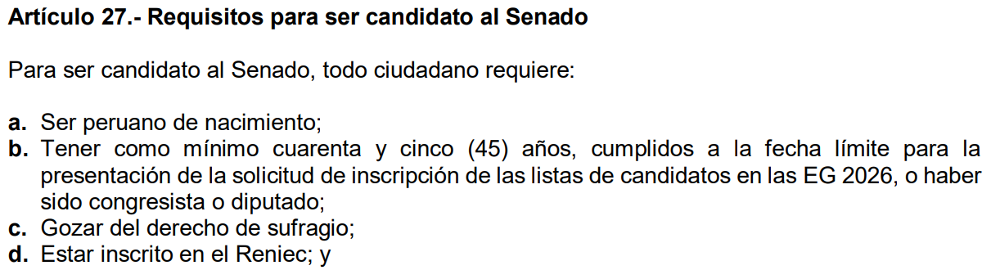 Artículo 27.- Requisitos para ser candidato al Senado
Para ser candidato al Senado, todo ciudadano requiere:
a. Ser peruano de nacimiento;
b. Tener como mínimo cuarenta y cinco (45) años, cumplidos a la fecha límite para la
presentación de la solicitud de inscripción de las listas de candidatos en las EG 2026, o haber
sido congresista o diputado;
c. Gozar del derecho de sufragio;
d. Estar inscrito en el Reniec; y